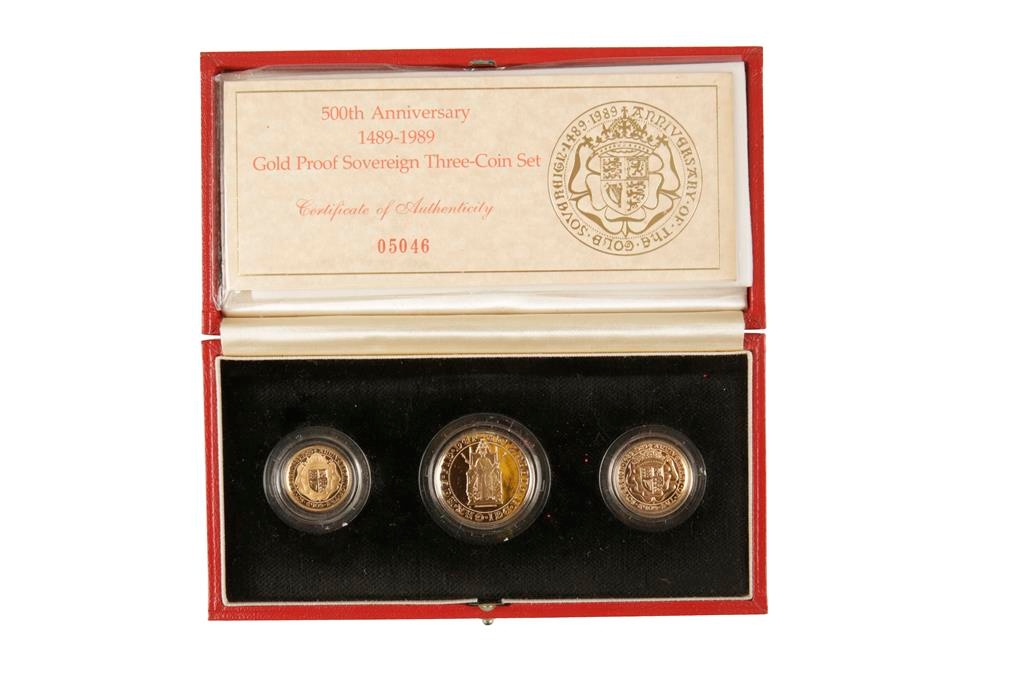 500th Anniversary
1489-1989
Gold Proof Sovereign Three-Coin Set
Certificate of Authenticity
05046
ANNIVERSARY·OF·THE·GOLD·SOVEREIGN·1489·1989